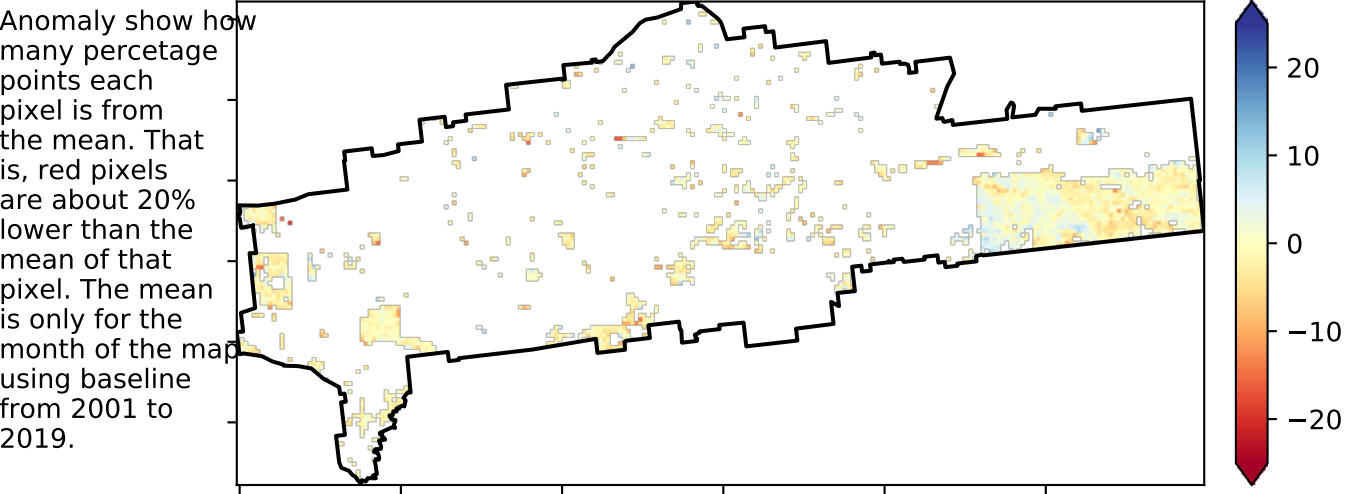 Anomaly show how
many percetage
points each
pixel is from
the mean. That
is, red pixels
are about 20%
lower than the
mean of that
pixel. The mean
is only for the
month of the map
using baseline
from 2001 to
2019.
20
10
0
−10
−20